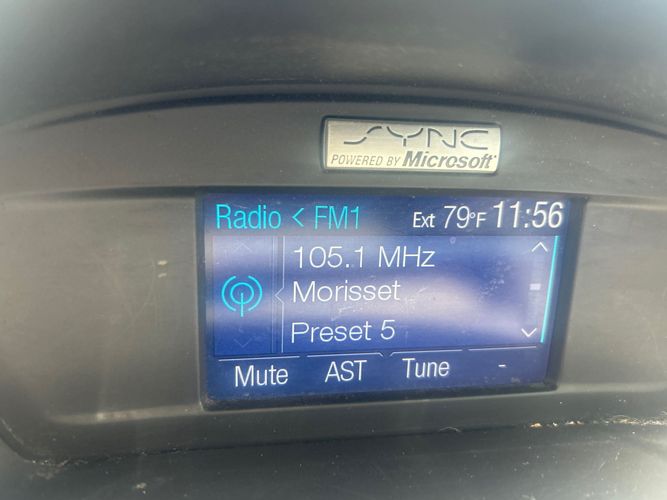 SYNC
POWERED BY Microsoft
Radio < FM1 Ext 79°F 11:56
105.1 MHz
Morisset
Preset 5
Mute AST Tune -